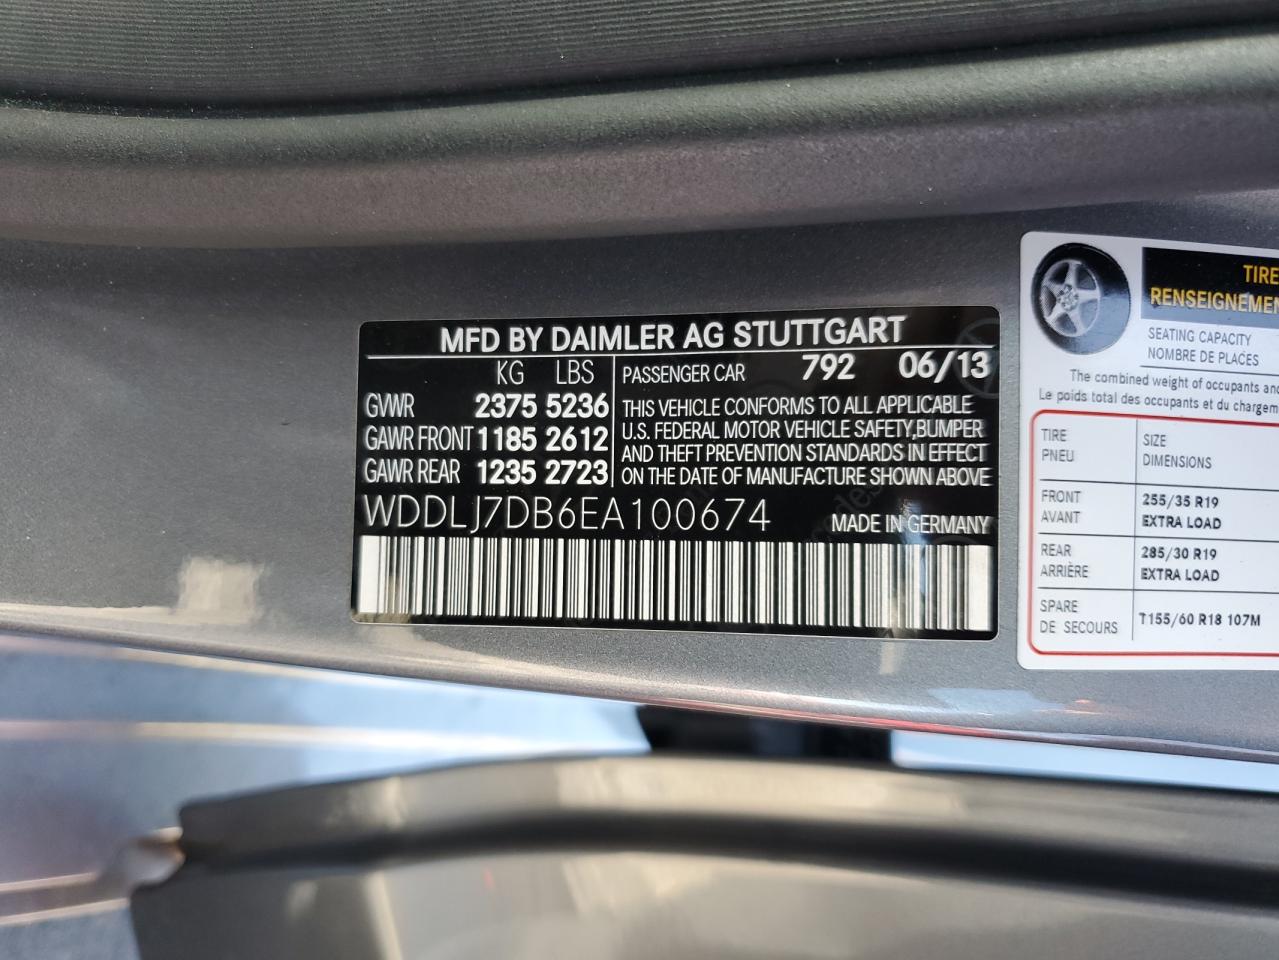 MFD BY DAIMLER AG STUTTGART
KG LBS
GVWR 2375 5236
GAWR FRONT 1185 2612
GAWR REAR 1235 2723
PASSENGER CAR 792 06/13
THIS VEHICLE CONFORMS TO ALL APPLICABLE
U.S. FEDERAL MOTOR VEHICLE SAFETY,BUMPER
AND THEFT PREVENTION STANDARDS IN EFFECT
ON THE DATE OF MANUFACTURE SHOWN ABOVE
WDDLJ7DB6EA100674 MADE IN GERMANY
TIRE
RENSEIGNEMEN
SEATING CAPACITY
NOMBRE DE PLACES
The combined weight of occupants and
Le poids total des occupants et du chargem
TIRE SIZE
PNEU DIMENSIONS
FRONT 255/35 R19
AVANT EXTRA LOAD
REAR 285/30 R19
ARRIÈRE EXTRA LOAD
SPARE T155/60 R18 107M
DE SECOURS